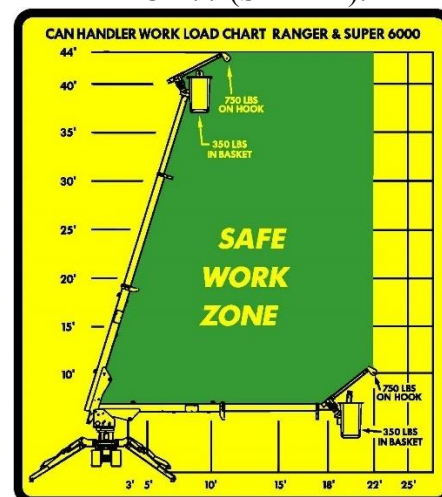 CAN HANDLER WORK LOAD CHART RANGER & SUPER 6000
44'
40'
750 LBS
ON HOOK
35'
350 LBS
IN BASKET
30'
25'
SAFE
WORK
ZONE
20'
15'
10'
750 LBS
ON HOOK
350 LBS
IN BASKET
3' 5' 10' 15' 18' 22' 25'